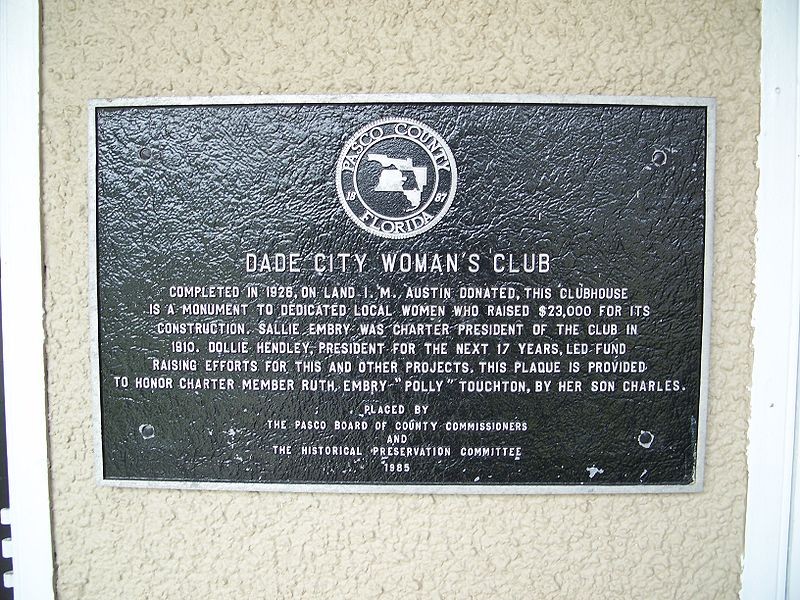 PASCO COUNTY
1887
FLORIDA
DADE CITY WOMAN'S CLUB
COMPLETED IN 1926, ON LAND I. M. AUSTIN DONATED, THIS CLUBHOUSE
IS A MONUMENT TO DEDICATED LOCAL WOMEN WHO RAISED $23,000 FOR ITS
CONSTRUCTION. SALLIE EMBRY WAS CHARTER PRESIDENT OF THE CLUB IN
1910. DOLLIE HENDLEY, PRESIDENT FOR THE NEXT 17 YEARS, LED FUND
RAISING EFFORTS FOR THIS AND OTHER PROJECTS. THIS PLAQUE IS PROVIDED
TO HONOR CHARTER MEMBER RUTH EMBRY "POLLY" TOUCHTON, BY HER SON CHARLES.
PLACED BY
THE PASCO BOARD OF COUNTY COMMISSIONERS
AND
THE HISTORICAL PRESERVATION COMMITTEE
1985